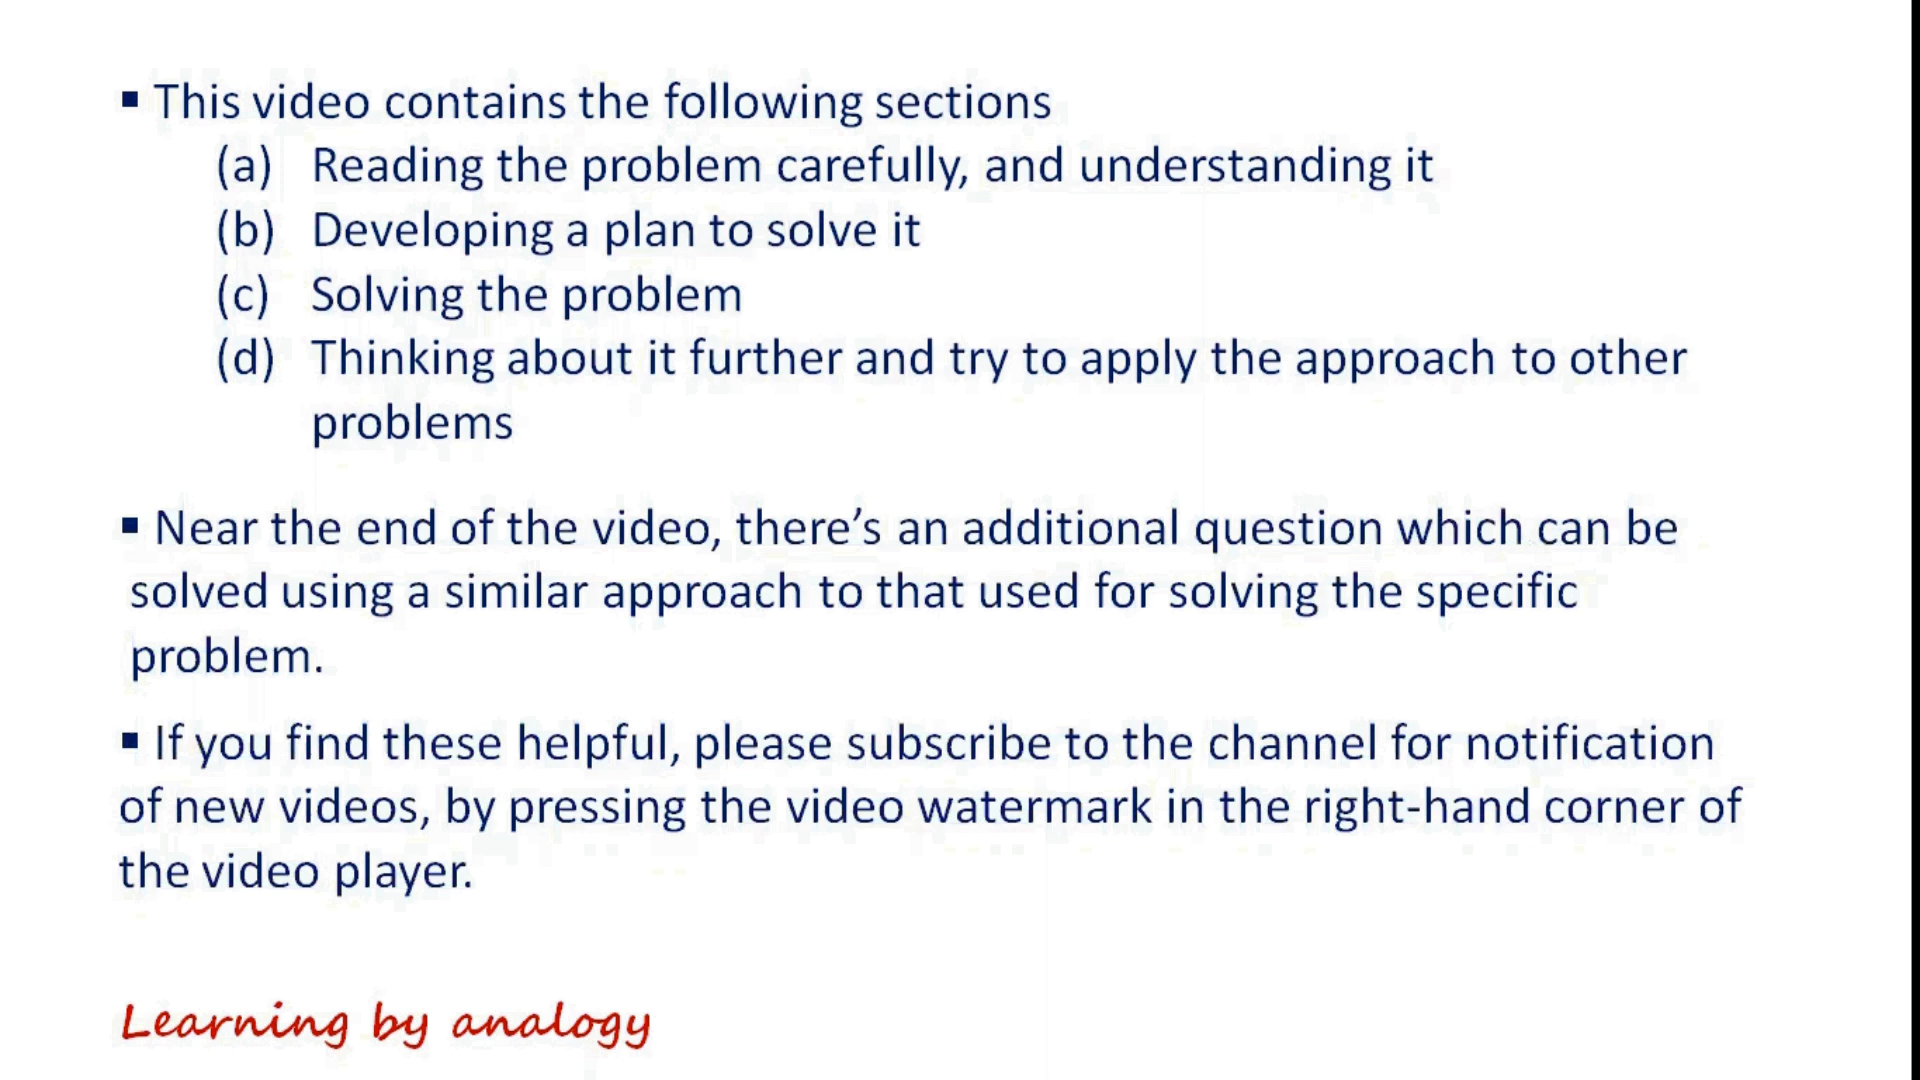 ▪ This video contains the following sections
(a) Reading the problem carefully, and understanding it
(b) Developing a plan to solve it
(c) Solving the problem
(d) Thinking about it further and try to apply the approach to other
problems
▪ Near the end of the video, there’s an additional question which can be
solved using a similar approach to that used for solving the specific
problem.
▪ If you find these helpful, please subscribe to the channel for notification
of new videos, by pressing the video watermark in the right-hand corner of
the video player.
Learning by analogy